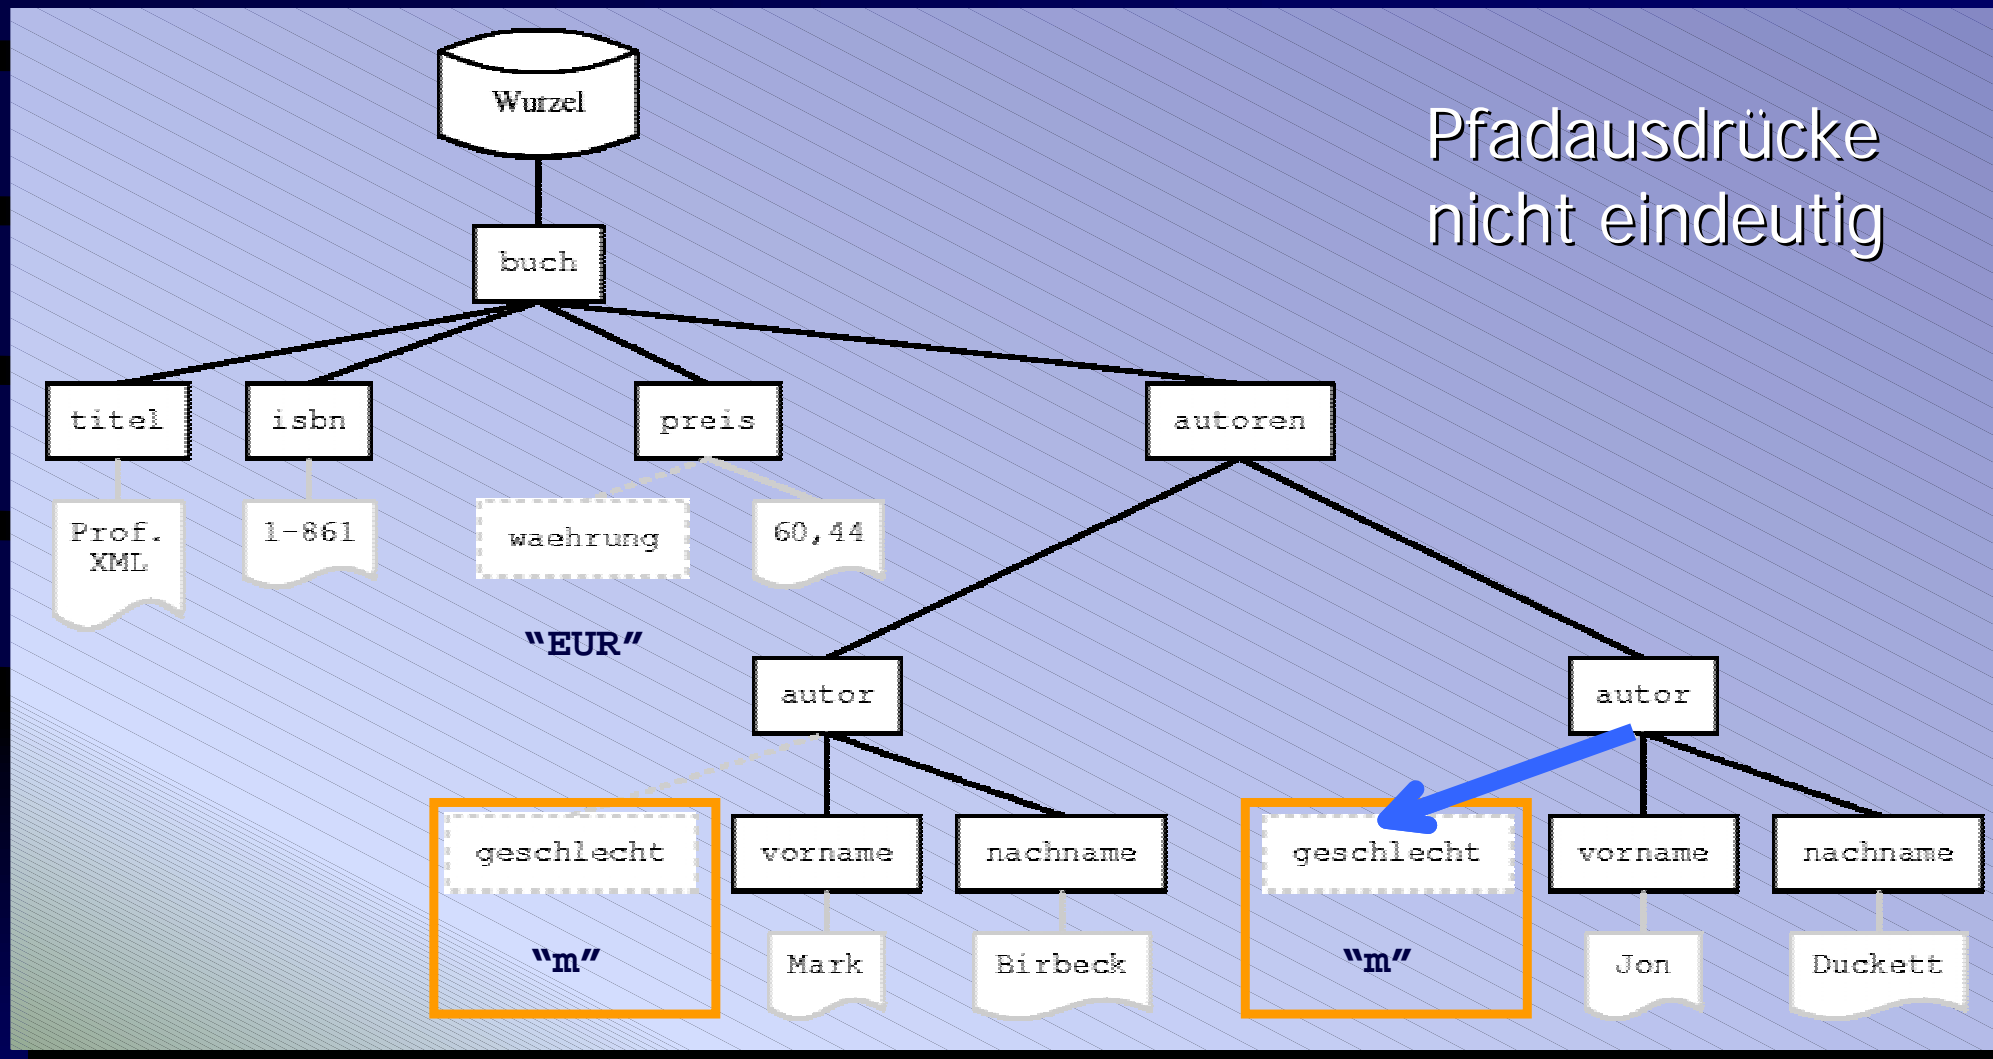 Wurzel
Pfadausdrücke
nicht eindeutig
buch
titel
isbn
preis
autoren
Prof.
XML
1-861
waehrung
60,44
“EUR”
autor
autor
geschlecht
vorname
nachname
geschlecht
vorname
nachname
“m”
Mark
Birbeck
“m”
Jon
Duckett